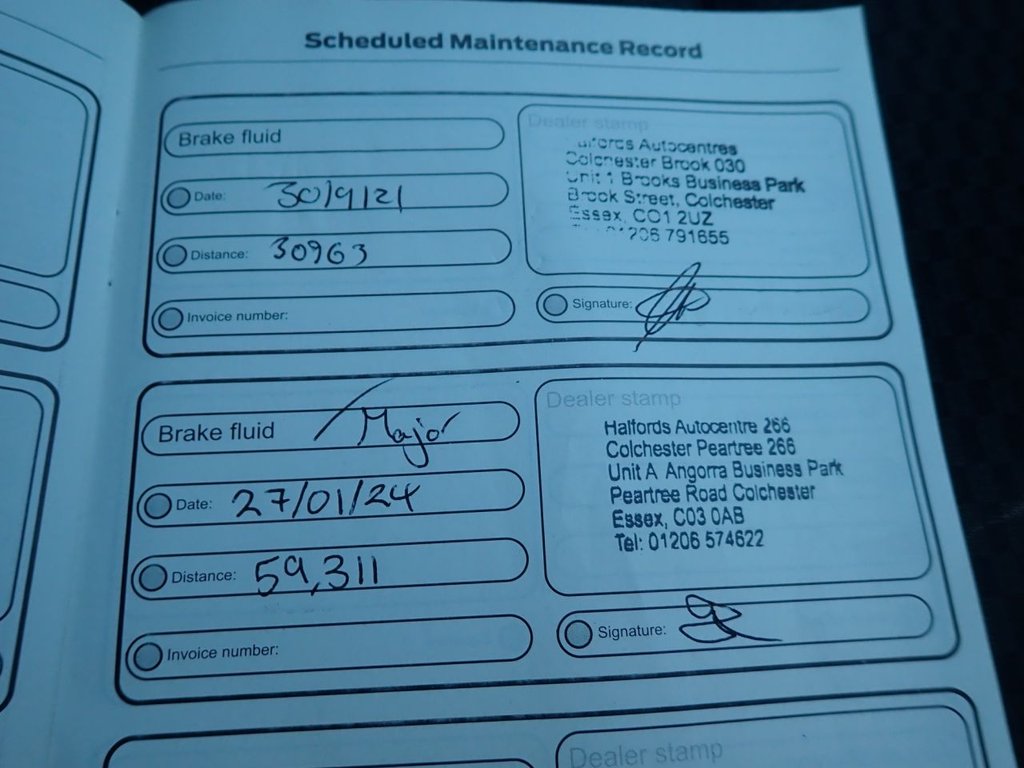 Scheduled Maintenance Record
Brake fluid
Date: 30/9/21
Distance: 30963
Invoice number:
Dealer stamp
Halfords Autocentres
Colchester Brook 030
Unit 1 Brooks Business Park
Brook Street, Colchester
Essex, CO1 2UZ
01206 791655
Signature:
Brake fluid / Major
Date: 27/01/24
Distance: 59,311
Invoice number:
Dealer stamp
Halfords Autocentre 266
Colchester Peartree 266
Unit A Angorra Business Park
Peartree Road Colchester
Essex, C03 0AB
Tel: 01206 574622
Signature:
Dealer stamp